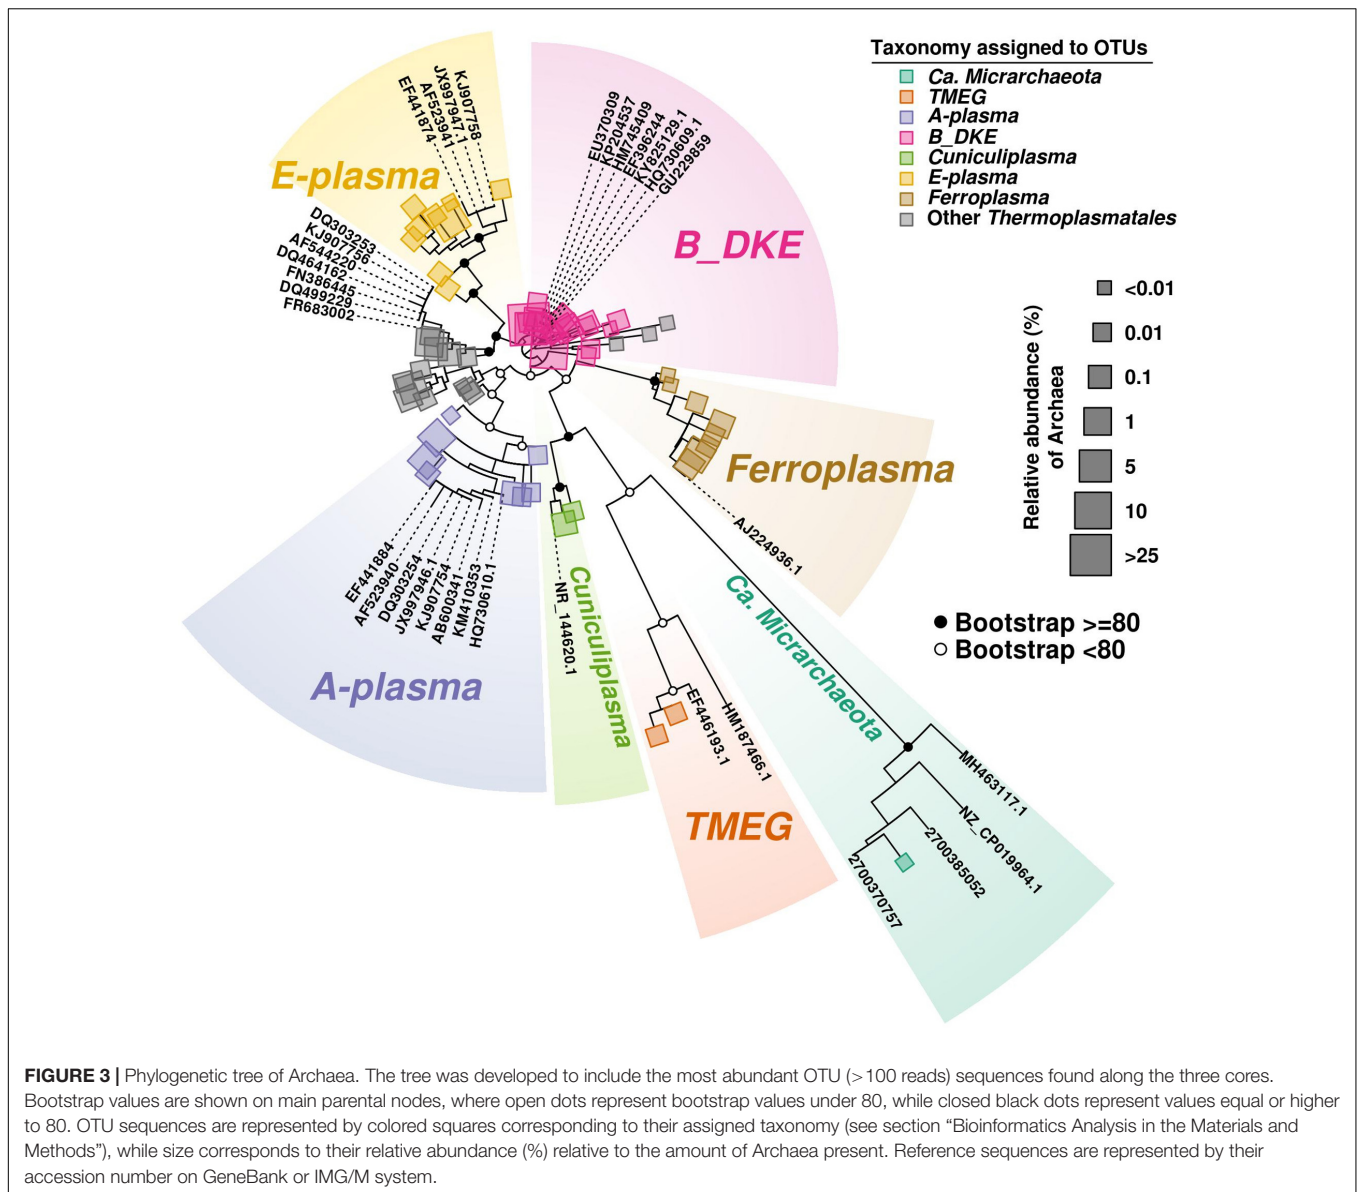 Taxonomy assigned to OTUs
Ca. Micrarchaeota
TMEG
A-plasma
B_DKE
Cuniculiplasma
E-plasma
Ferroplasma
Other Thermoplasmatales
Relative abundance (%)
of Archaea
<0.01
0.01
0.1
1
5
10
>25
Bootstrap >=80
Bootstrap <80
E-plasma
EF441874
AF523941
JX997947.1
KJ907758
B_DKE
EU370309
KP204537
HM745409
EF396244
KY825129.1
HQ730609.1
GU229859
DQ303253
KJ907756
AF544220
DQ464162
FN386445
DQ499229
FR683002
Ferroplasma
AJ224936.1
A-plasma
EF441884
AF523940
DQ303254
JX997946.1
KJ907754
AB600341
KM410353
HQ730610.1
Cuniculiplasma
NR_144620.1
TMEG
EF446193.1
HM187466.1
Ca. Micrarchaeota
MH463117.1
NZ_CP019964.1
2700385052
2700370757
FIGURE 3 | Phylogenetic tree of Archaea. The tree was developed to include the most abundant OTU (>100 reads) sequences found along the three cores.
Bootstrap values are shown on main parental nodes, where open dots represent bootstrap values under 80, while closed black dots represent values equal or higher
to 80. OTU sequences are represented by colored squares corresponding to their assigned taxonomy (see section “Bioinformatics Analysis in the Materials and
Methods”), while size corresponds to their relative abundance (%) relative to the amount of Archaea present. Reference sequences are represented by their
accession number on GeneBank or IMG/M system.